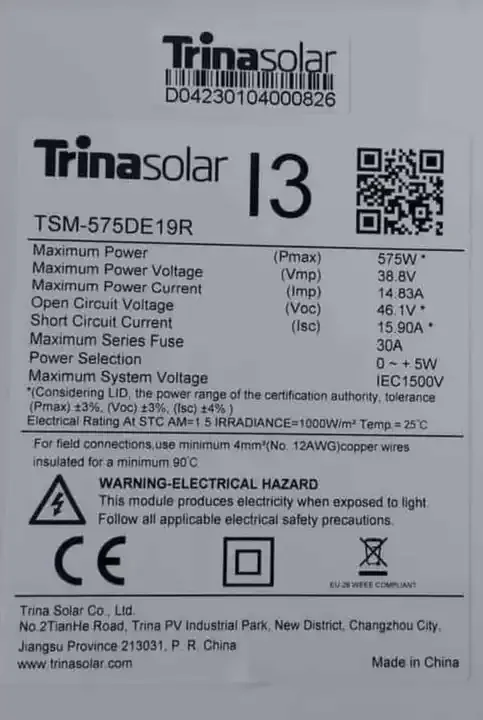 Trinasolar
D04230104000826
Trinasolar I3
TSM-575DE19R
Maximum Power (Pmax) 575W *
Maximum Power Voltage (Vmp) 38.8V
Maximum Power Current (Imp) 14.83A
Open Circuit Voltage (Voc) 46.1V *
Short Circuit Current (Isc) 15.90A *
Maximum Series Fuse 30A
Power Selection 0 ~ + 5W
Maximum System Voltage IEC1500V
*(Considering LID, the power range of the certification authority, tolerance
(Pmax) ±3%, (Voc) ±3%, (Isc) ±4% )
Electrical Rating At STC AM=1.5 IRRADIANCE=1000W/m² Temp = 25℃
For field connections,use minimum 4mm²(No. 12AWG)copper wires
insulated for a minimum 90℃
WARNING-ELECTRICAL HAZARD
This module produces electricity when exposed to light.
Follow all applicable electrical safety precautions.
CE
EU-28 WEEE COMPLIANT
Trina Solar Co., Ltd.
No.2TianHe Road, Trina PV Industrial Park, New District, Changzhou City,
Jiangsu Province 213031, P. R. China
www.trinasolar.com Made in China